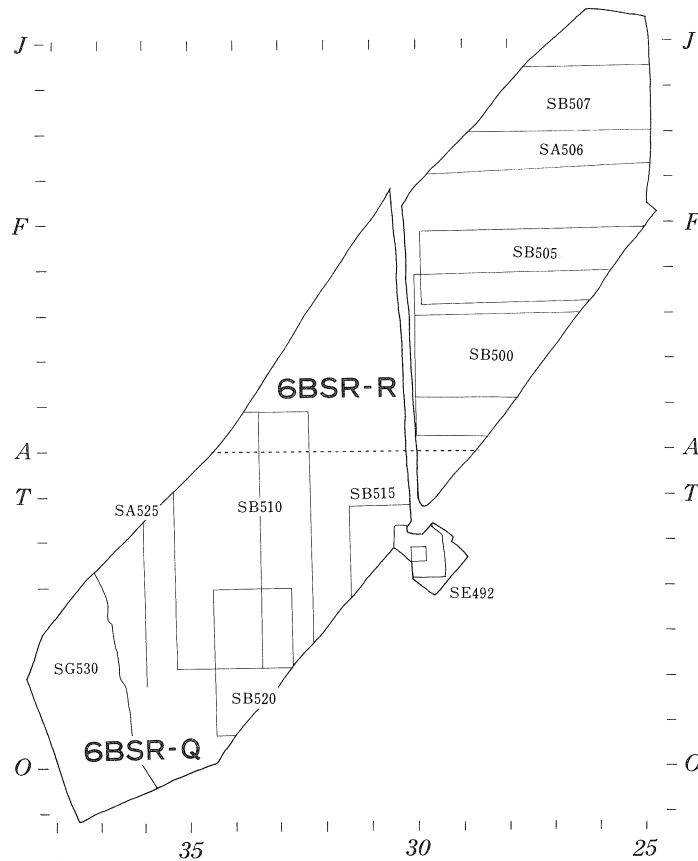 J J
SB507
SA506
F F
SB505
SB500
6BSR-R
A A
T T
SA525 SB510 SB515
SE492
SG530
SB520
6BSR-Q
O O
35 30 25